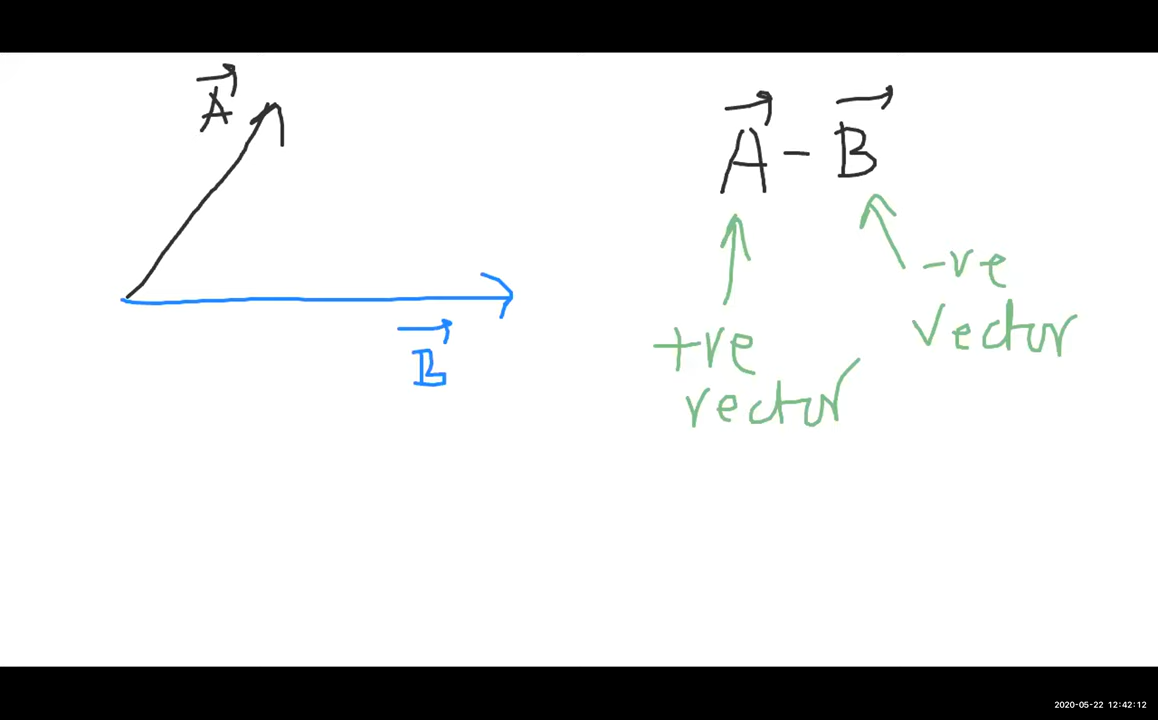 A⃗
B⃗
A⃗ - B⃗
+ve
vector
-ve
vector
2020-05-22 12:42:12